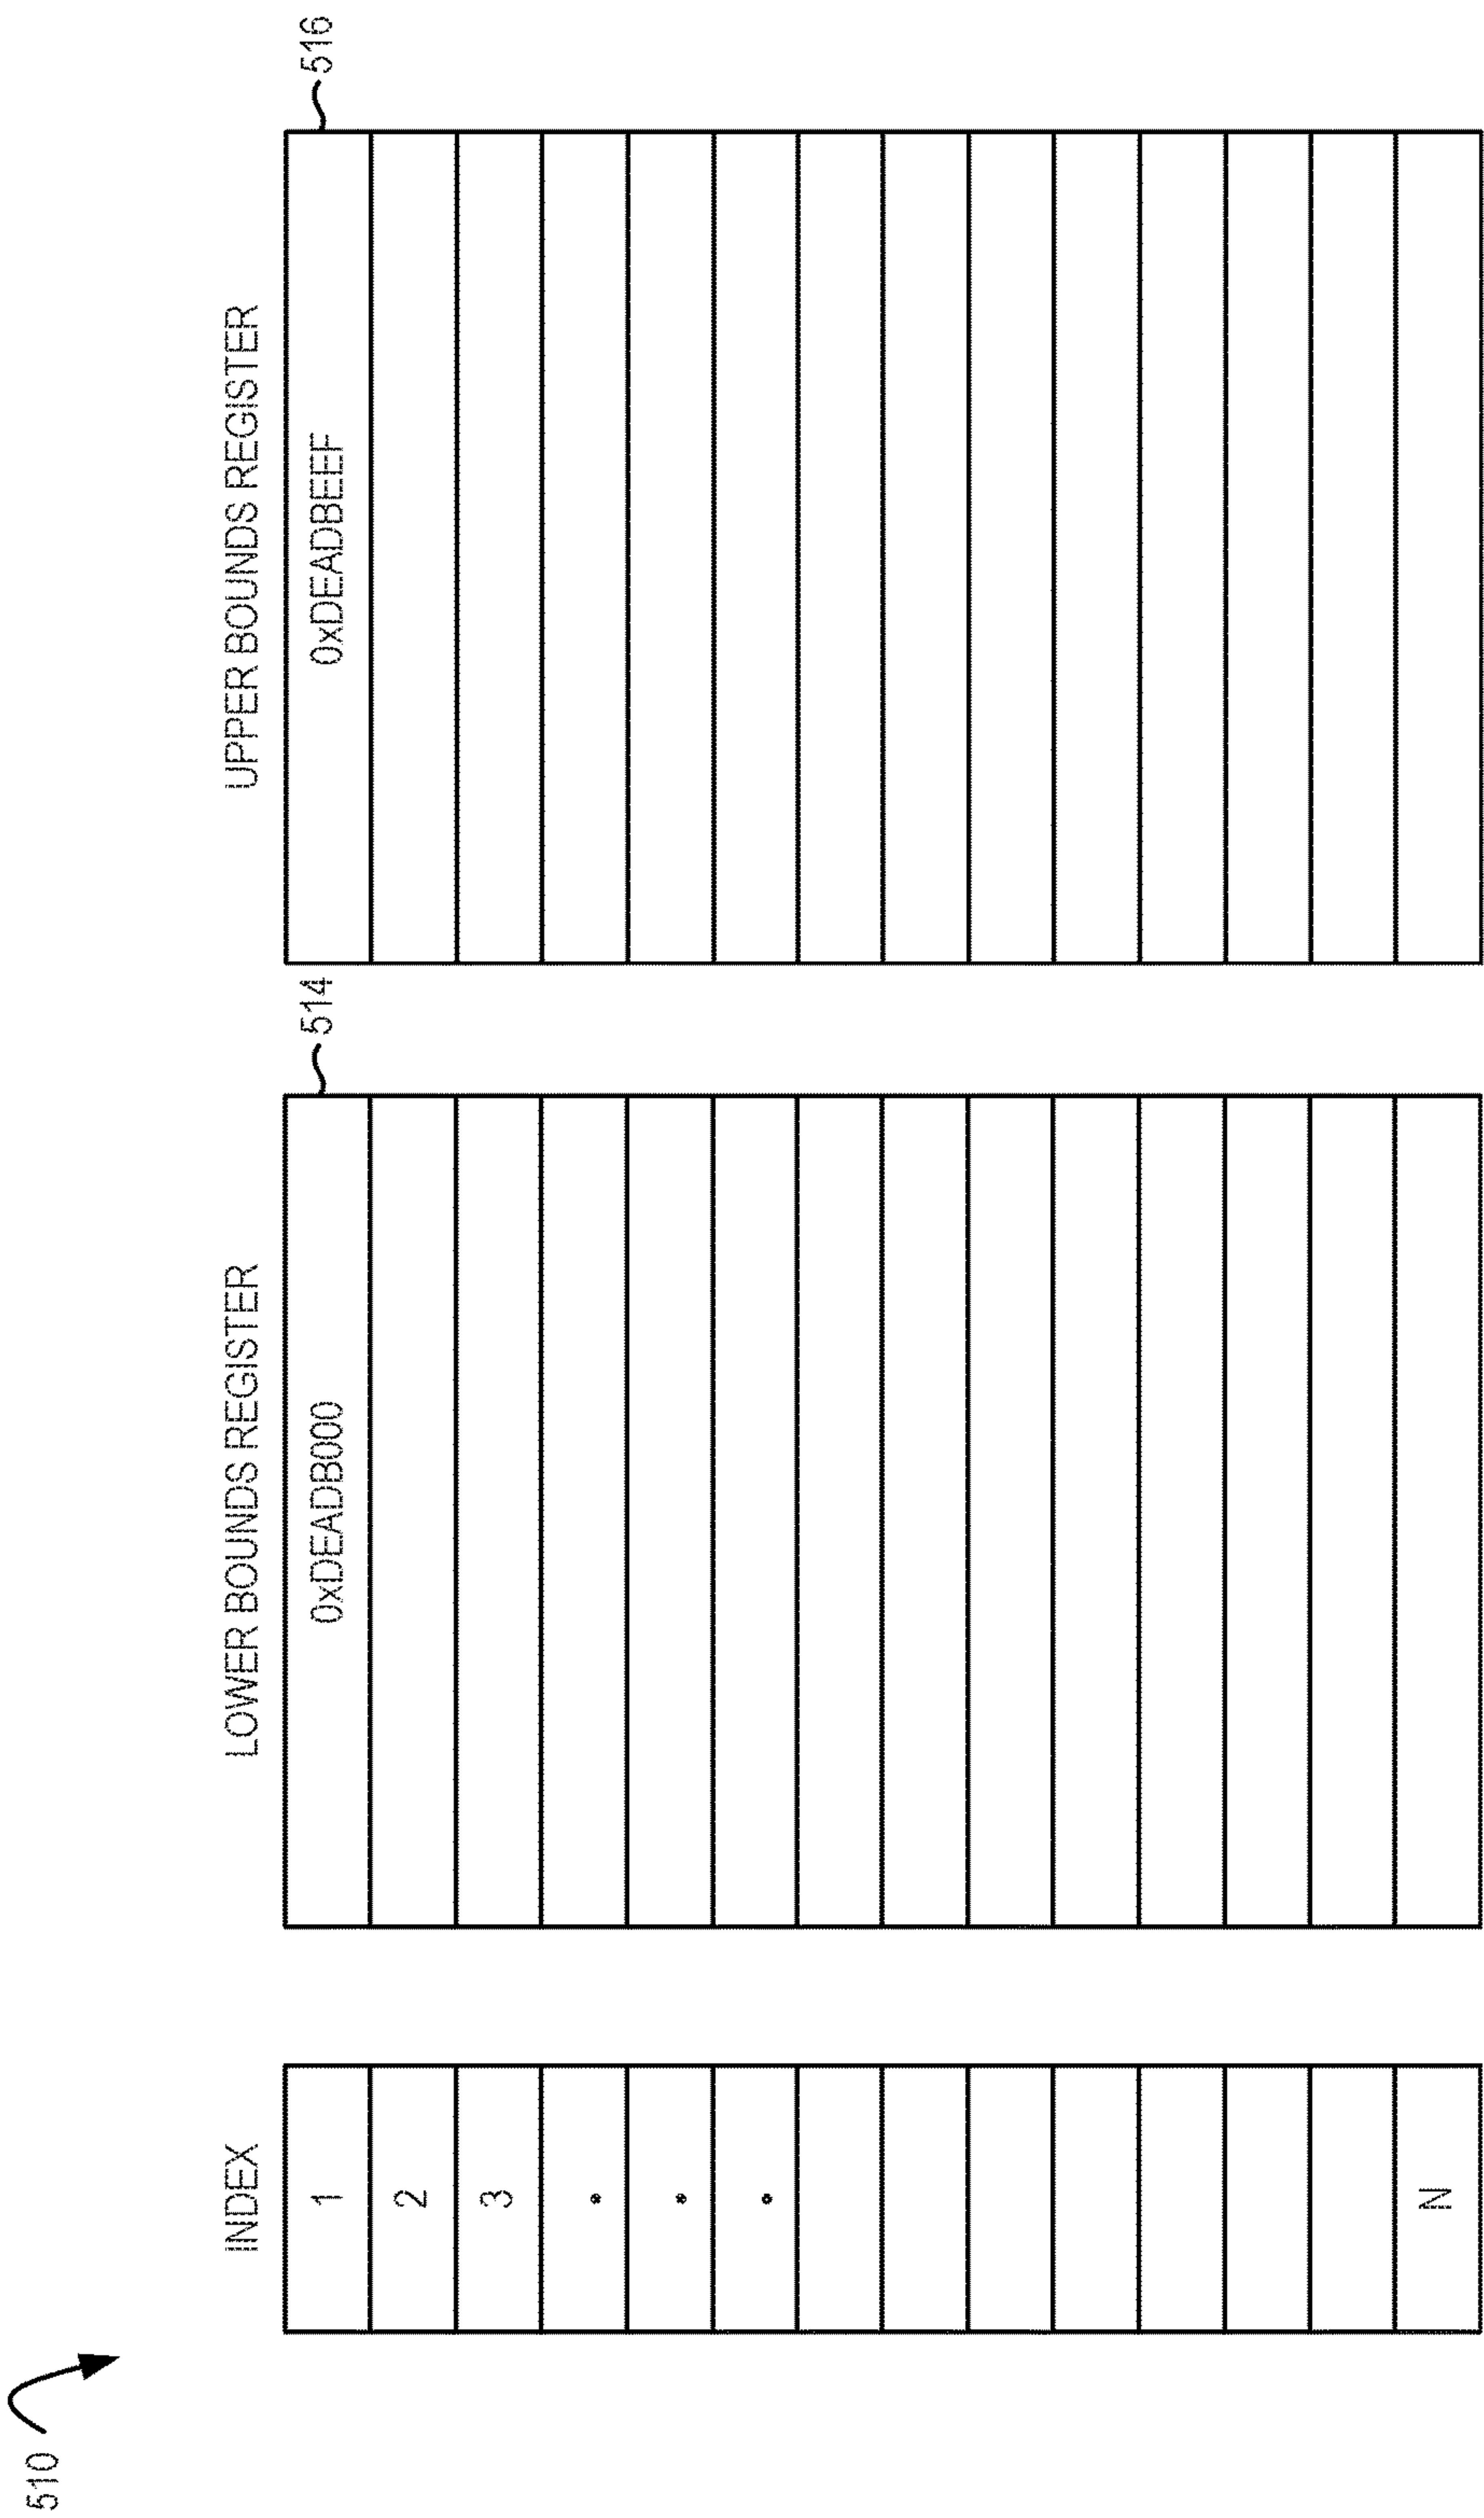 510
INDEX
LOWER BOUNDS REGISTER
UPPER BOUNDS REGISTER
1
0xDEADB000
514
0xDEADBEEF
516
2
3
N